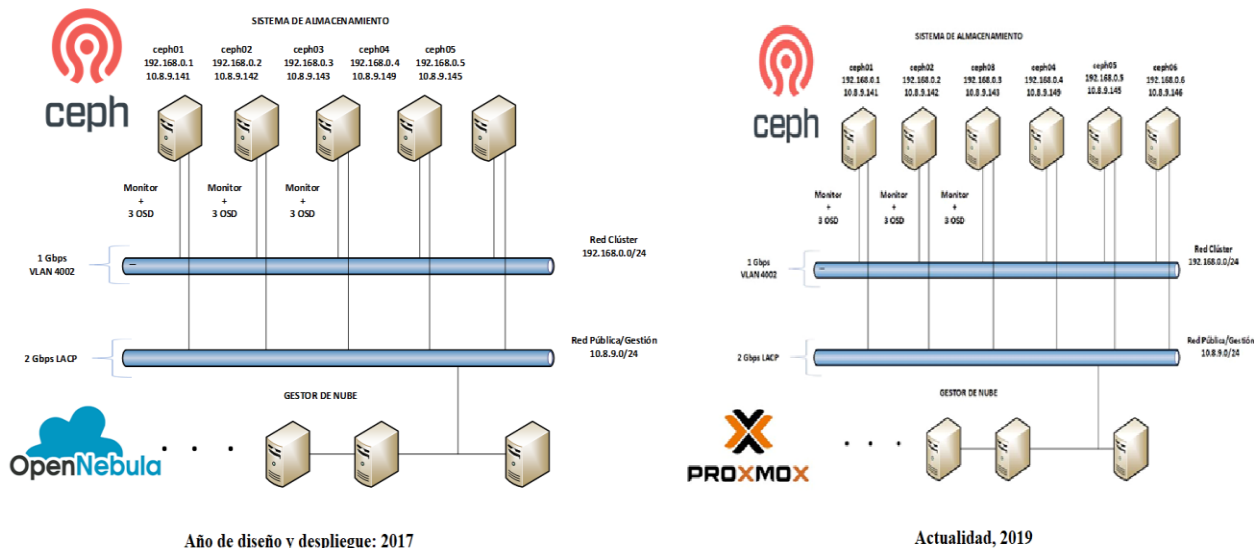 SISTEMA DE ALMACENAMIENTO
ceph
ceph01
192.168.0.1
10.8.9.141
ceph02
192.168.0.2
10.8.9.142
ceph03
192.168.0.3
10.8.9.143
ceph04
192.168.0.4
10.8.9.149
ceph05
192.168.0.5
10.8.9.145
Monitor
+
3 OSD
Monitor
+
3 OSD
Monitor
+
3 OSD
1 Gbps
VLAN 4002
Red Clúster
192.168.0.0/24
2 Gbps LACP
Red Pública/Gestión
10.8.9.0/24
GESTOR DE NUBE
OpenNebula
Año de diseño y despliegue: 2017
SISTEMA DE ALMACENAMIENTO
ceph
ceph01
192.168.0.1
10.8.9.141
ceph02
192.168.0.2
10.8.9.142
ceph03
192.168.0.3
10.8.9.143
ceph04
192.168.0.4
10.8.9.149
ceph05
192.168.0.5
10.8.9.145
ceph06
192.168.0.6
10.8.9.146
Monitor
+
3 OSD
Monitor
+
3 OSD
Monitor
+
3 OSD
1 Gbps
VLAN 4002
Red Clúster
192.168.0.0/24
2 Gbps LACP
Red Pública/Gestión
10.8.9.0/24
GESTOR DE NUBE
PROXMOX
Actualidad, 2019